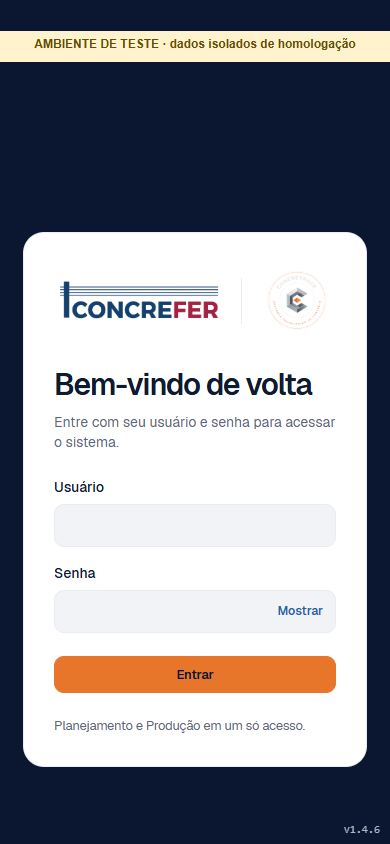 AMBIENTE DE TESTE · dados isolados de homologação
CONCREFER
Bem-vindo de volta
Entre com seu usuário e senha para acessar
o sistema.
Usuário
Senha
Mostrar
Entrar
Planejamento e Produção em um só acesso.
v1.4.6